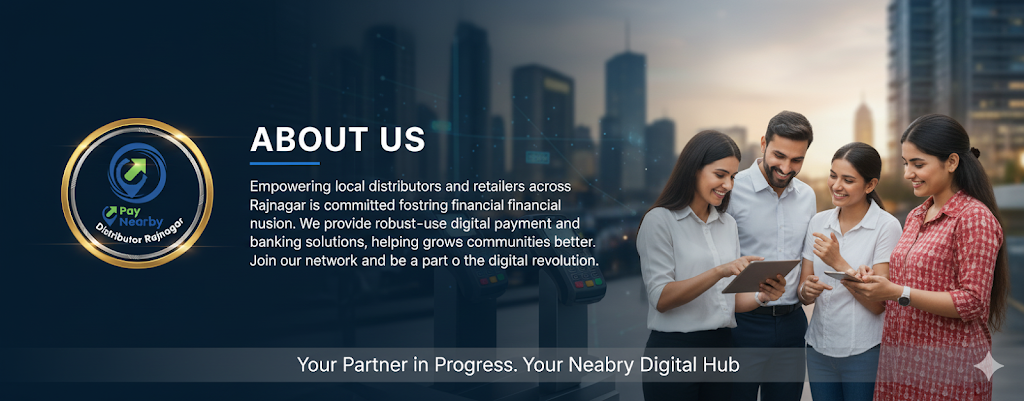 Pay
Nearby
Distributor Rajnagar
ABOUT US
Empowering local distributors and retailers across
Rajnagar is committed fostring financial financial
nusion. We provide robust-use digital payment and
banking solutions, helping grows communities better.
Join our network and be a part o the digital revolution.
Your Partner in Progress. Your Neabry Digital Hub